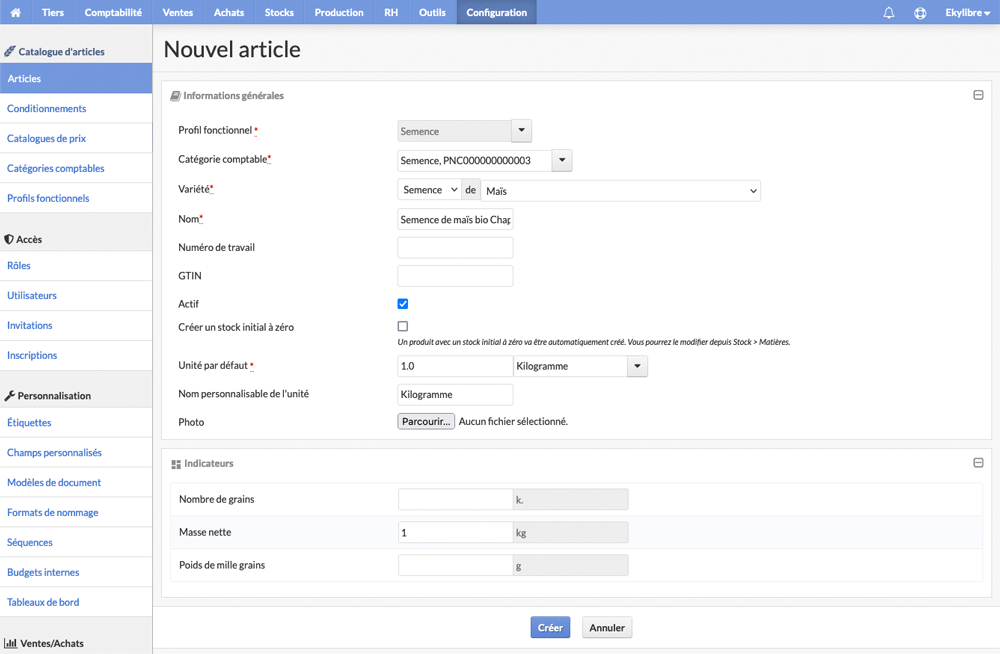 Tiers Comptabilité Ventes Achats Stocks Production RH Outils Configuration Ekylibre
Catalogue d'articles
Articles
Conditionnements
Catalogues de prix
Catégories comptables
Profils fonctionnels
Accès
Rôles
Utilisateurs
Invitations
Inscriptions
Personnalisation
Étiquettes
Champs personnalisés
Modèles de document
Formats de nommage
Séquences
Budgets internes
Tableaux de bord
Ventes/Achats
Nouvel article
Informations générales
Profil fonctionnel * Semence
Catégorie comptable* Semence, PNC000000000003
Variété* Semence de Maïs
Nom* Semence de maïs bio Chap
Numéro de travail
GTIN
Actif
Créer un stock initial à zéro
Un produit avec un stock initial à zéro va être automatiquement créé. Vous pourrez le modifier depuis Stock > Matières.
Unité par défaut * 1.0 Kilogramme
Nom personnalisable de l'unité Kilogramme
Photo Parcourir... Aucun fichier sélectionné.
Indicateurs
Nombre de grains k.
Masse nette 1 kg
Poids de mille grains g
Créer Annuler